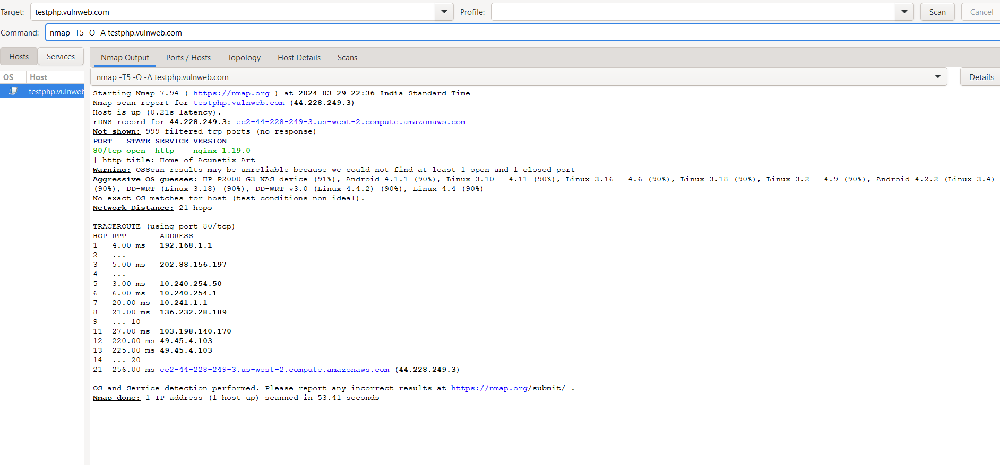 Target: testphp.vulnweb.com Profile: Scan Cancel
Command: nmap -T5 -O -A testphp.vulnweb.com
Hosts Services Nmap Output Ports / Hosts Topology Host Details Scans
OS Host
nmap -T5 -O -A testphp.vulnweb.com Details
testphp.vulnweb
Starting Nmap 7.94 ( https://nmap.org ) at 2024-03-29 22:36 India Standard Time
Nmap scan report for testphp.vulnweb.com (44.228.249.3)
Host is up (0.21s latency).
rDNS record for 44.228.249.3: ec2-44-228-249-3.us-west-2.compute.amazonaws.com
Not shown: 999 filtered tcp ports (no-response)
PORT STATE SERVICE VERSION
80/tcp open http nginx 1.19.0
|_http-title: Home of Acunetix Art
Warning: OSScan results may be unreliable because we could not find at least 1 open and 1 closed port
Aggressive OS guesses: HP P2000 G3 NAS device (91%), Android 4.1.1 (90%), Linux 3.10 - 4.11 (90%), Linux 3.16 - 4.6 (90%), Linux 3.18 (90%), Linux 3.2 - 4.9 (90%), Android 4.2.2 (Linux 3.4)
(90%), DD-WRT (Linux 3.18) (90%), DD-WRT v3.0 (Linux 4.4.2) (90%), Linux 4.4 (90%)
No exact OS matches for host (test conditions non-ideal).
Network Distance: 21 hops
TRACEROUTE (using port 80/tcp)
HOP RTT ADDRESS
1 4.00 ms 192.168.1.1
2 ...
3 5.00 ms 202.88.156.197
4 ...
5 3.00 ms 10.240.254.50
6 6.00 ms 10.240.254.1
7 20.00 ms 10.241.1.1
8 21.00 ms 136.232.28.189
9 ... 10
11 27.00 ms 103.198.140.170
12 220.00 ms 49.45.4.103
13 225.00 ms 49.45.4.103
14 ... 20
21 256.00 ms ec2-44-228-249-3.us-west-2.compute.amazonaws.com (44.228.249.3)
OS and Service detection performed. Please report any incorrect results at https://nmap.org/submit/ .
Nmap done: 1 IP address (1 host up) scanned in 53.41 seconds